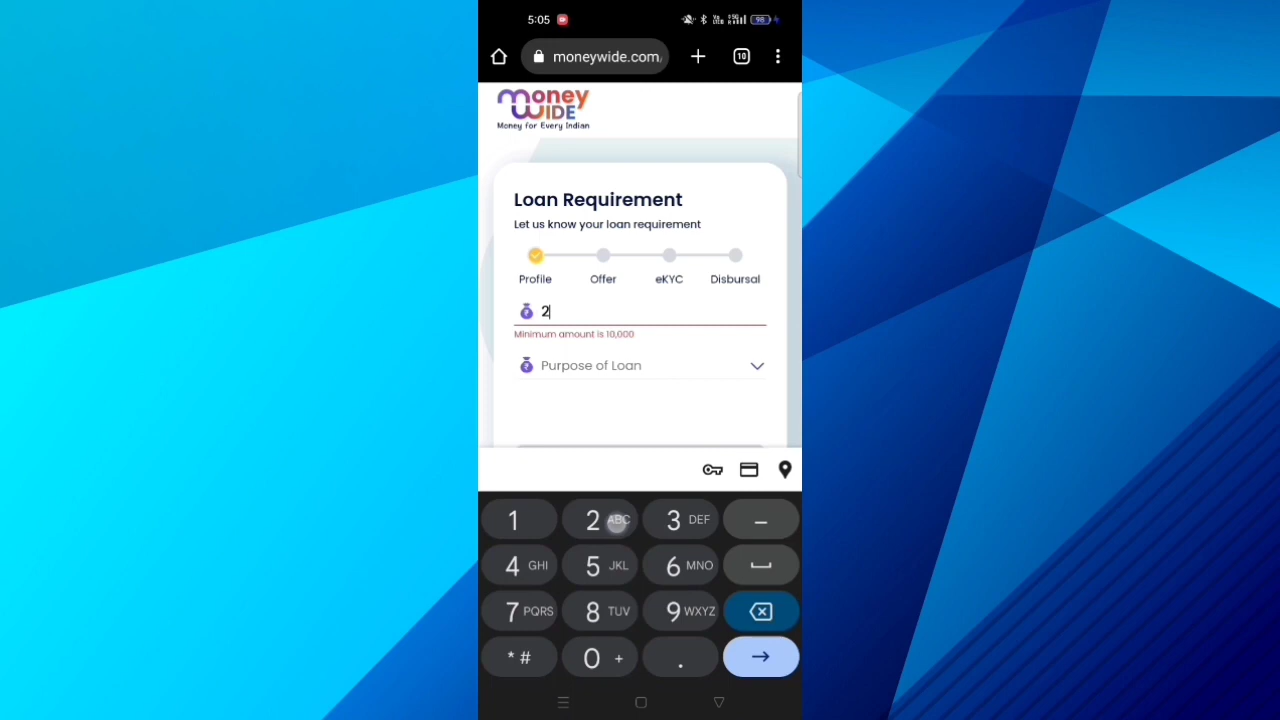 5:05
98
moneywide.com/
10
Money
WIDE
Money for Every Indian
Loan Requirement
Let us know your loan requirement
Profile Offer eKYC Disbursal
2
Minimum amount is 10,000
Purpose of Loan
1 2 ABC 3 DEF _
4 GHI 5 JKL 6 MNO
7 PQRS 8 TUV 9 WXYZ
* # 0 + .